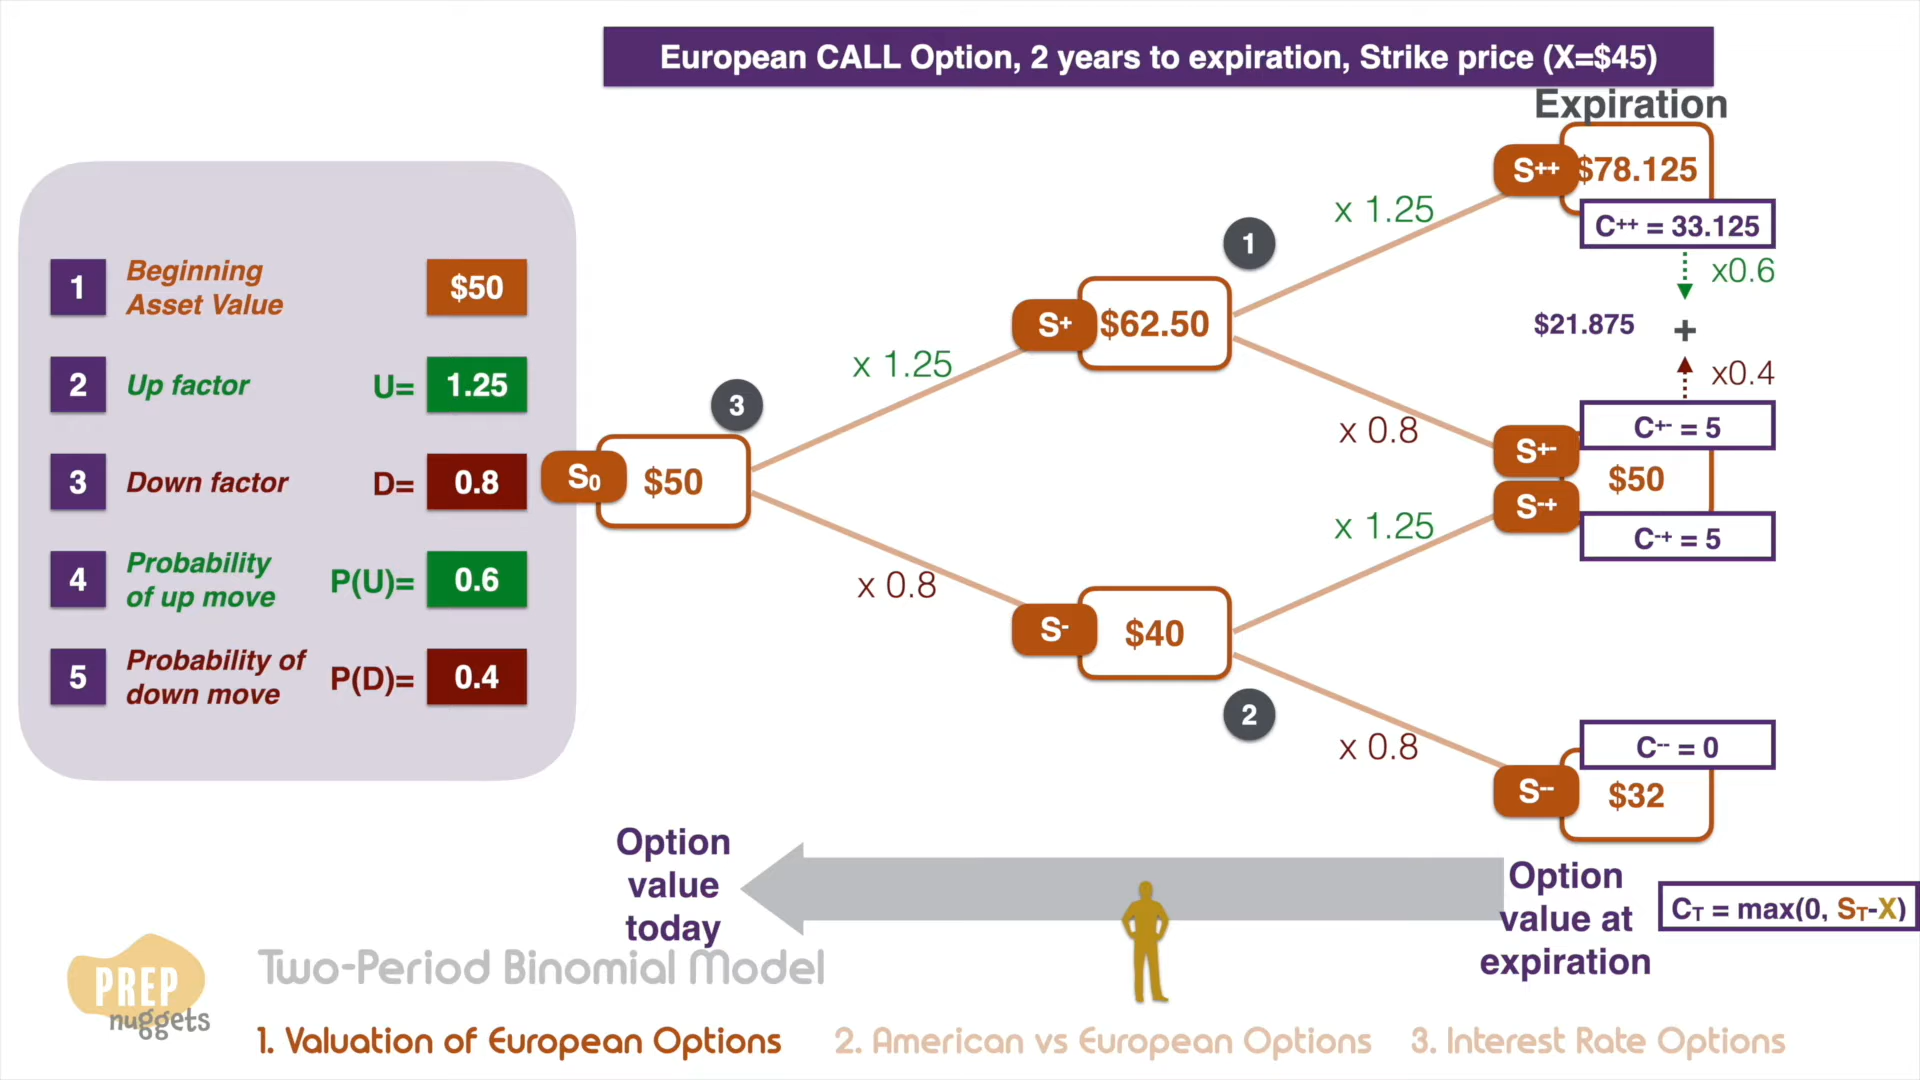 European CALL Option, 2 years to expiration, Strike price (X=$45)
Expiration
1 Beginning Asset Value $50
2 Up factor U= 1.25
3 Down factor D= 0.8
4 Probability of up move P(U)= 0.6
5 Probability of down move P(D)= 0.4
S₀ $50
3
x 1.25
x 0.8
S⁺ $62.50
S⁻ $40
1
x 1.25
x 0.8
2
x 1.25
x 0.8
S⁺⁺ $78.125
C⁺⁺ = 33.125
x0.6
$21.875 +
x0.4
C⁺⁻ = 5
S⁺⁻
$50
S⁻⁺
C⁻⁺ = 5
C⁻⁻ = 0
S⁻⁻ $32
Option
value
today
Option
value at
expiration
C_T = max(0, S_T-X)
PREP
nuggets
Two-Period Binomial Model
1. Valuation of European Options 2. American vs European Options 3. Interest Rate Options